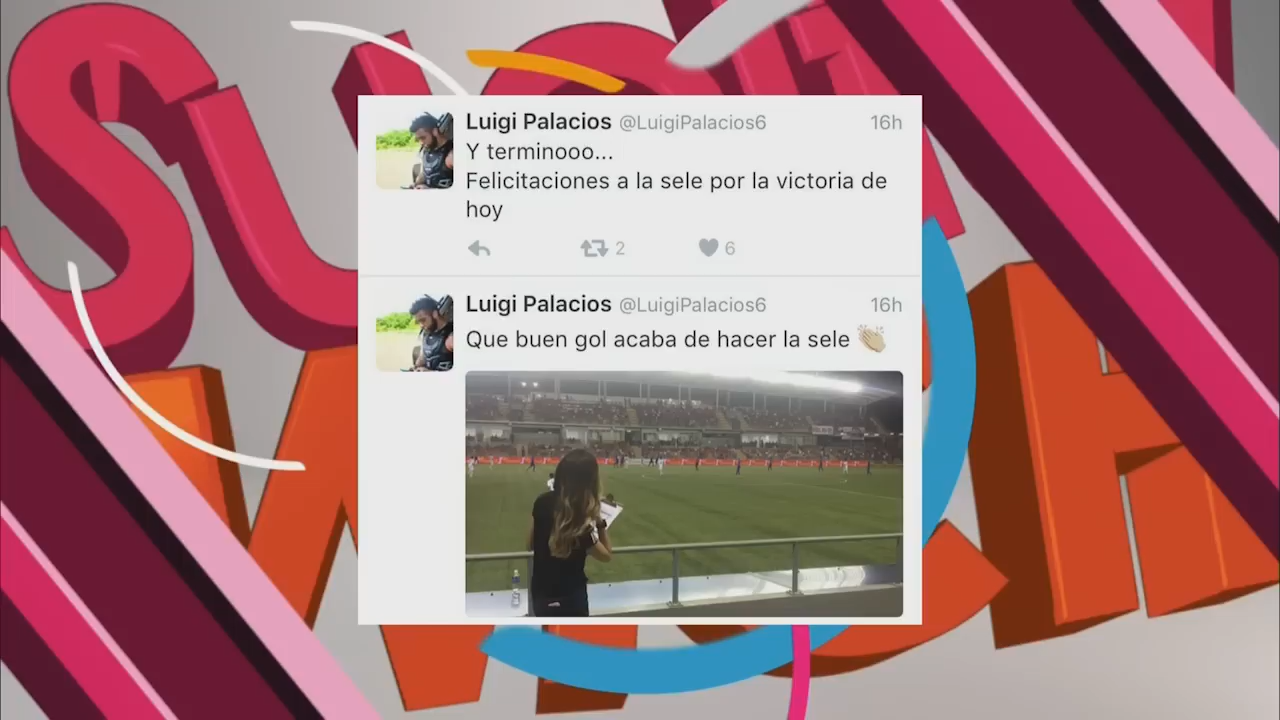 Luigi Palacios @LuigiPalacios6 16h
Y terminooo...
Felicitaciones a la sele por la victoria de
hoy
2 6
Luigi Palacios @LuigiPalacios6 16h
Que buen gol acaba de hacer la sele 👏🏼